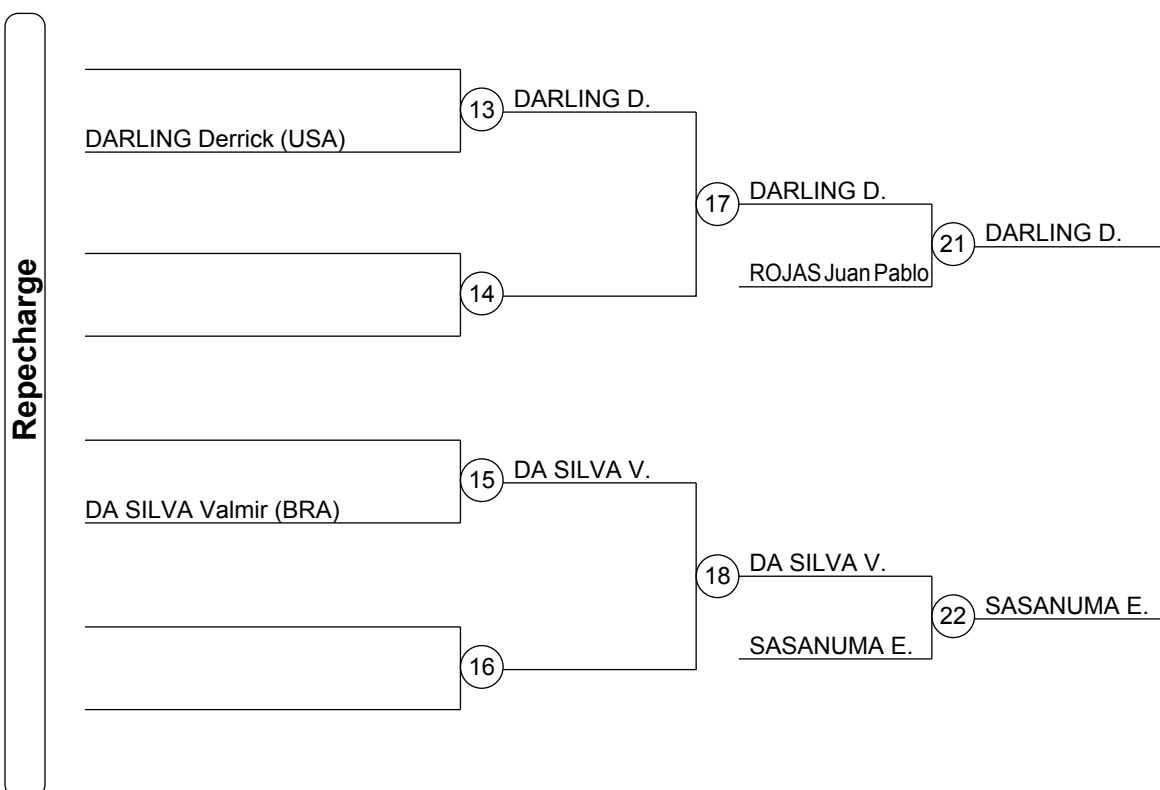 Repecharge
13
DARLING D.
DARLING Derrick (USA)
17
DARLING D.
21
DARLING D.
ROJAS Juan Pablo
14
15
DA SILVA V.
DA SILVA Valmir (BRA)
18
DA SILVA V.
22
SASANUMA E.
SASANUMA E.
16